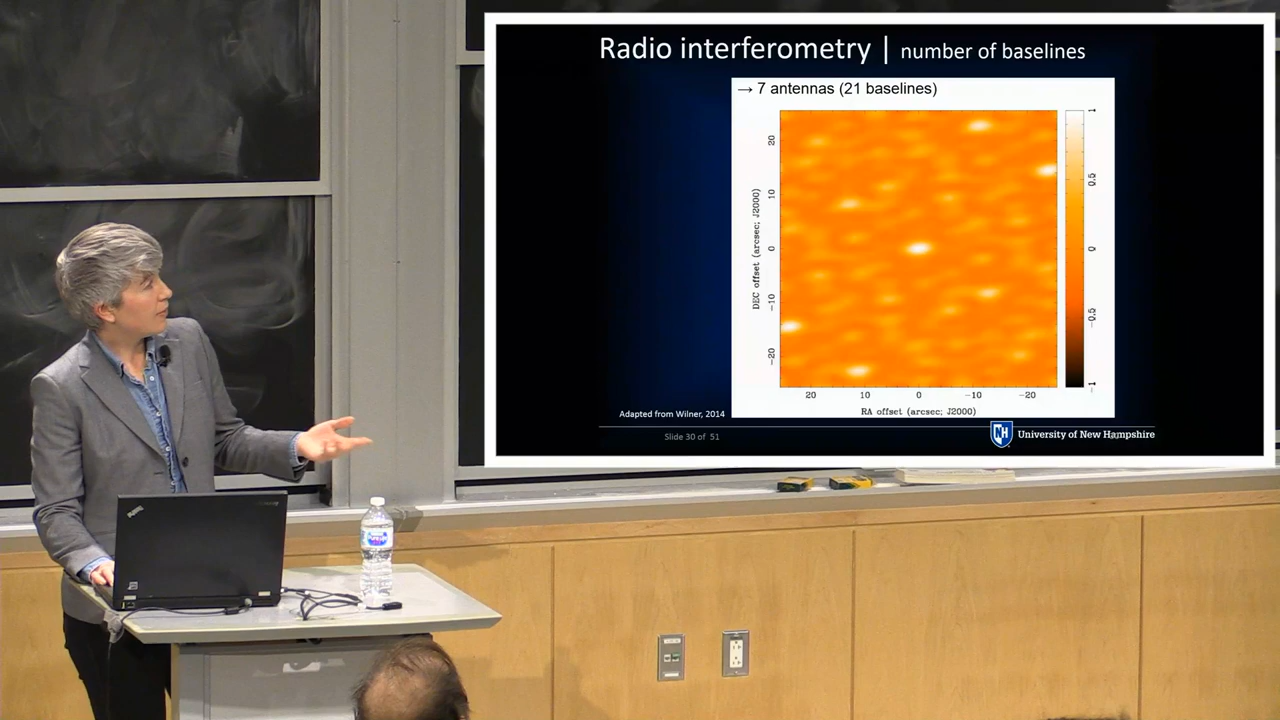 Radio interferometry | number of baselines
→ 7 antennas (21 baselines)
1
0.5
0
−0.5
−1
20
10
0
−10
−20
DEC offset (arcsec; J2000)
20
10
0
−10
−20
RA offset (arcsec; J2000)
Adapted from Wilner, 2014
Slide 30 of 51
NH
University of New Hampshire